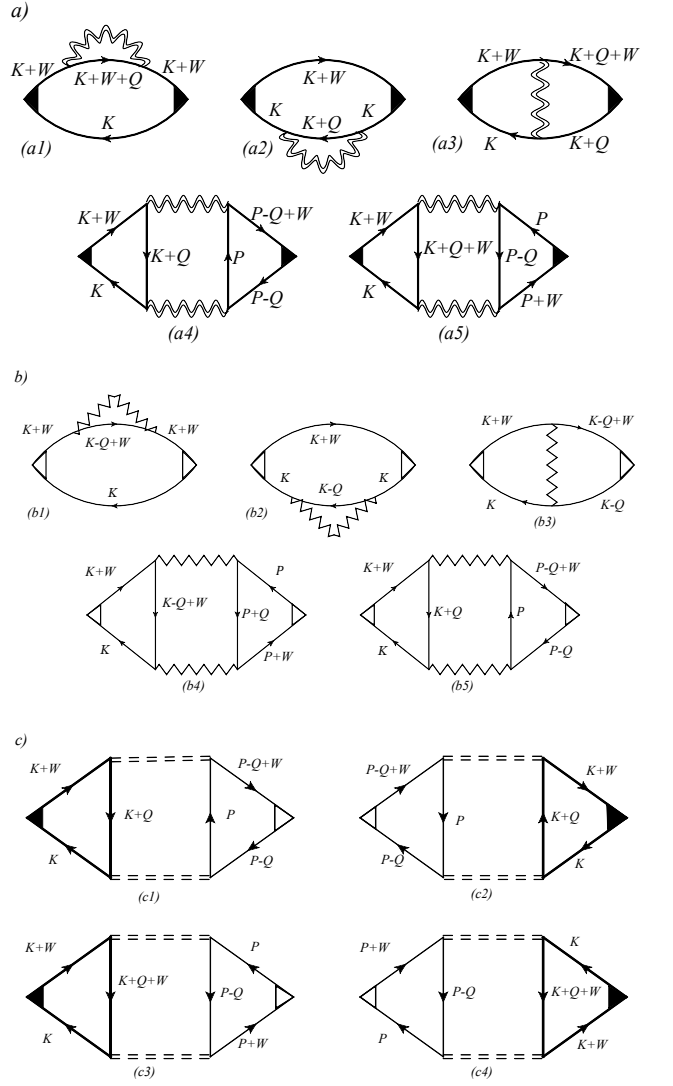 a)
K+W K+W+Q K+W K (a1)
K+W K K+Q K (a2)
K+W K+Q+W K K+Q (a3)
K+W K+Q K P-Q+W P P-Q (a4)
K+W K+Q+W K P P-Q P+W (a5)
b)
K+W K-Q+W K+W K (b1)
K+W K K-Q K (b2)
K+W K-Q+W K K-Q (b3)
K+W K-Q+W K P P+Q P+W (b4)
K+W K+Q K P-Q+W P P-Q (b5)
c)
K+W K+Q K P-Q+W P P-Q (c1)
P-Q+W P P-Q K+W K+Q K (c2)
K+W K+Q+W K P P-Q P+W (c3)
P+W P-Q P K K+Q+W K+W (c4)